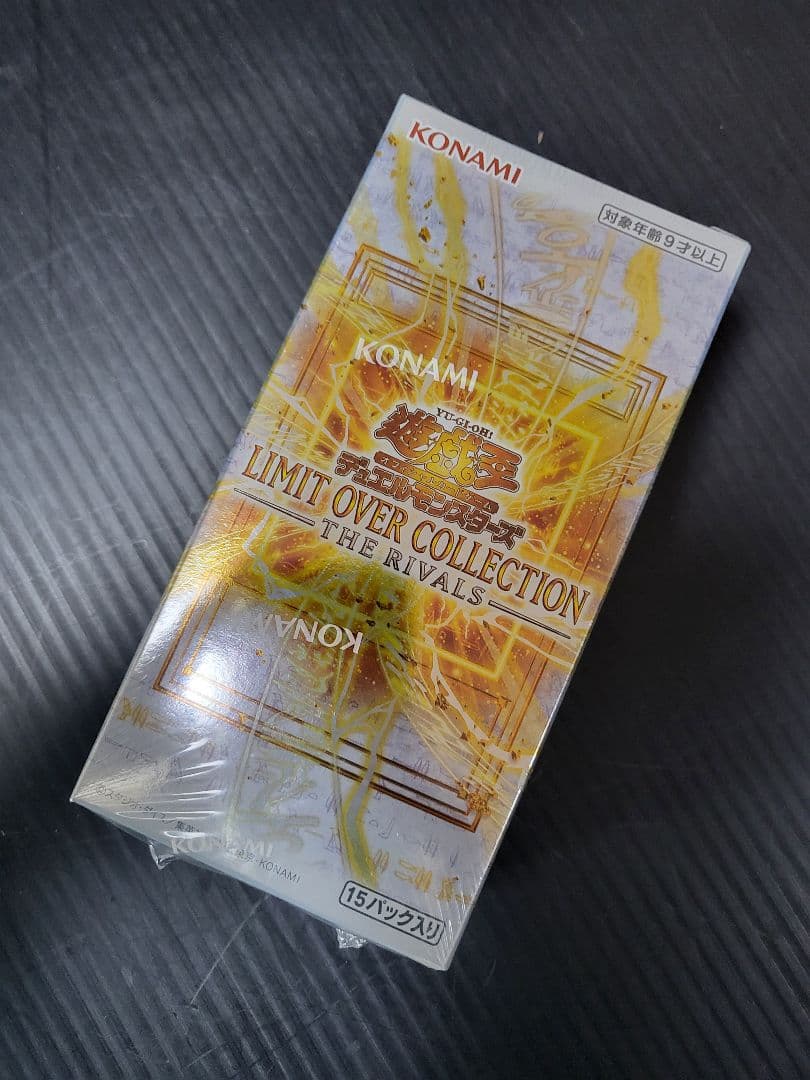 KONAMI
対象年齢9才以上
KONAMI
YU-GI-OH!
遊戯王
デュエルモンスターズ
LIMIT OVER COLLECTION
THE RIVALS
KONAMI
KONAMI
KONAMI
15パック入り